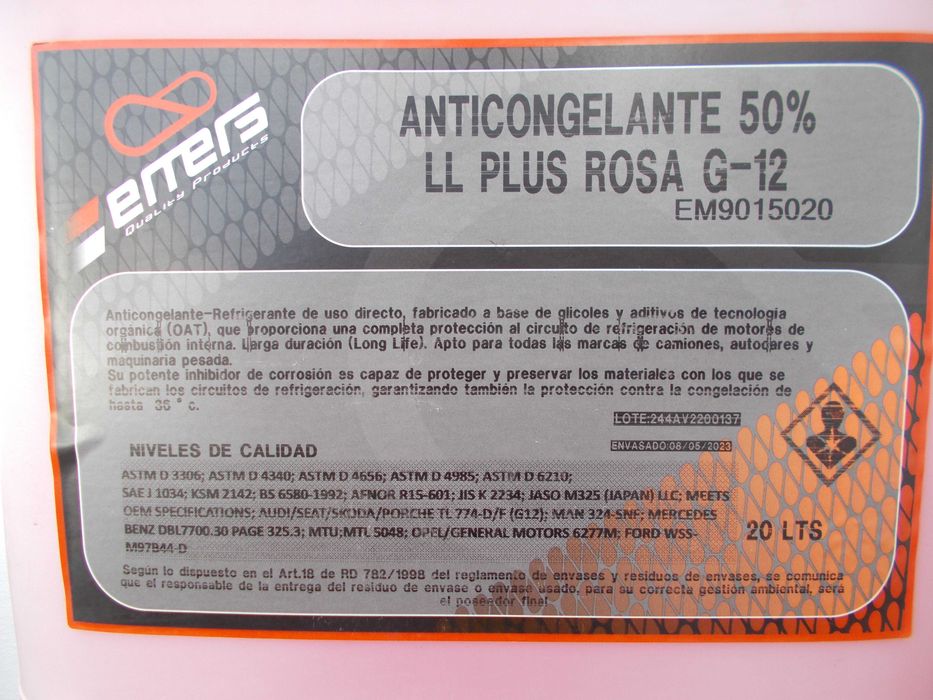 emers
Quality Products
ANTICONGELANTE 50%
LL PLUS ROSA G-12
EM9015020
Anticongelante-Refrigerante de uso directo, fabricado a base de glicoles y aditivos de tecnología
orgánica (OAT), que proporciona una completa protección al circuito de refrigeración de motores de
combustión interna. Larga duración (Long Life). Apto para todas las marcas de camiones, autocares y
maquinaria pesada.
Su potente inhibidor de corrosión es capaz de proteger y preservar los materiales con los que se
fabrican los circuitos de refrigeración, garantizando también la protección contra la congelación de
hasta 36 º c.
LOTE:244AV2200137
ENVASADO:08/05/2023
NIVELES DE CALIDAD
ASTM D 3306; ASTM D 4340; ASTM D 4656; ASTM D 4985; ASTM D 6210;
SAE J 1034; KSM 2142; BS 6580-1992; AFNOR R15-601; JIS K 2234; JASO M325 (JAPAN) LLC; MEETS
OEM SPECIFICATIONS; AUDI/SEAT/SKODA/PORCHE TL 774-D/F (G12); MAN 324-SNF; MERCEDES
BENZ DBL7700.30 PAGE 325.3; MTU;MTL 5048; OPEL/GENERAL MOTORS 6277M; FORD WSS-
M97B44-D
20 LTS
Según lo dispuesto en el Art.18 de RD 782/1998 del reglamento de envases y residuos de envases, se comunica
que el responsable de la entrega del residuo de envase o envase usado, para su correcta gestión ambiental, será
el poseedor final